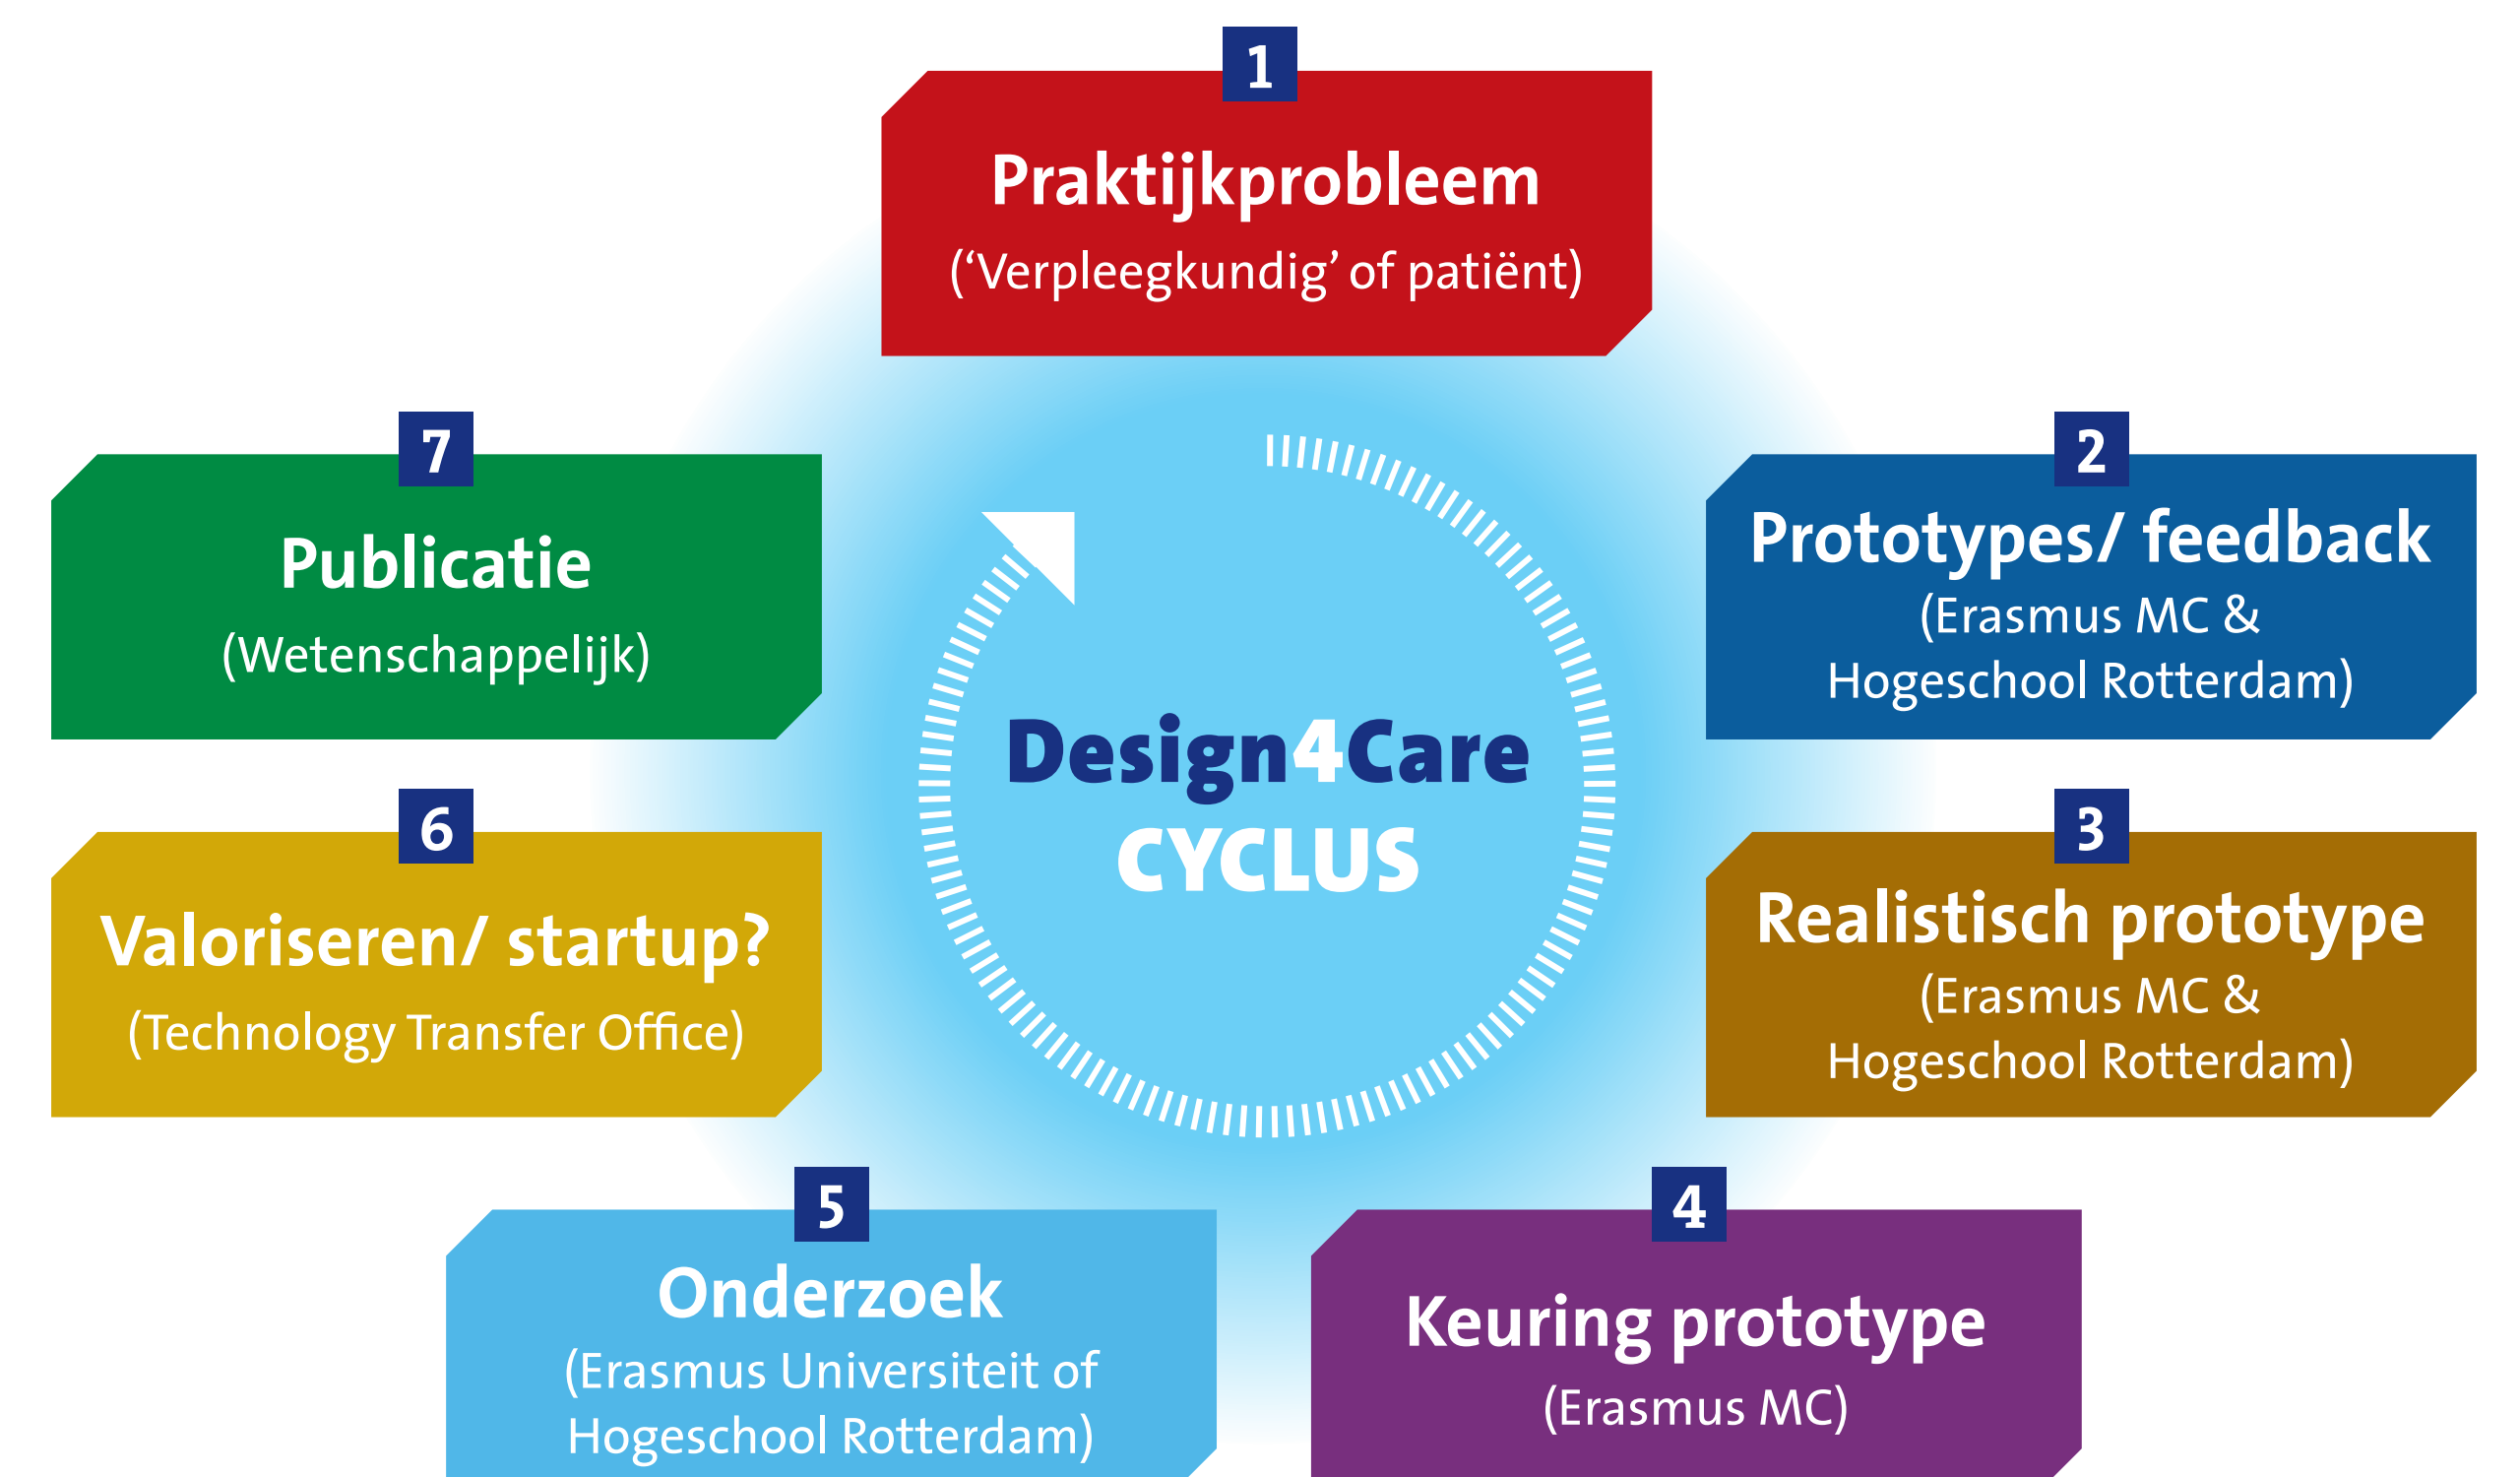 1
Praktijkprobleem
(‘Verpleegkundig’ of patiënt)
2
Prototypes/ feedback
(Erasmus MC &
Hogeschool Rotterdam)
3
Realistisch prototype
(Erasmus MC &
Hogeschool Rotterdam)
4
Keuring prototype
(Erasmus MC)
5
Onderzoek
(Erasmus Universiteit of
Hogeschool Rotterdam)
6
Valoriseren/ startup?
(Technology Transfer Office)
7
Publicatie
(Wetenschappelijk)
Design4Care
CYCLUS